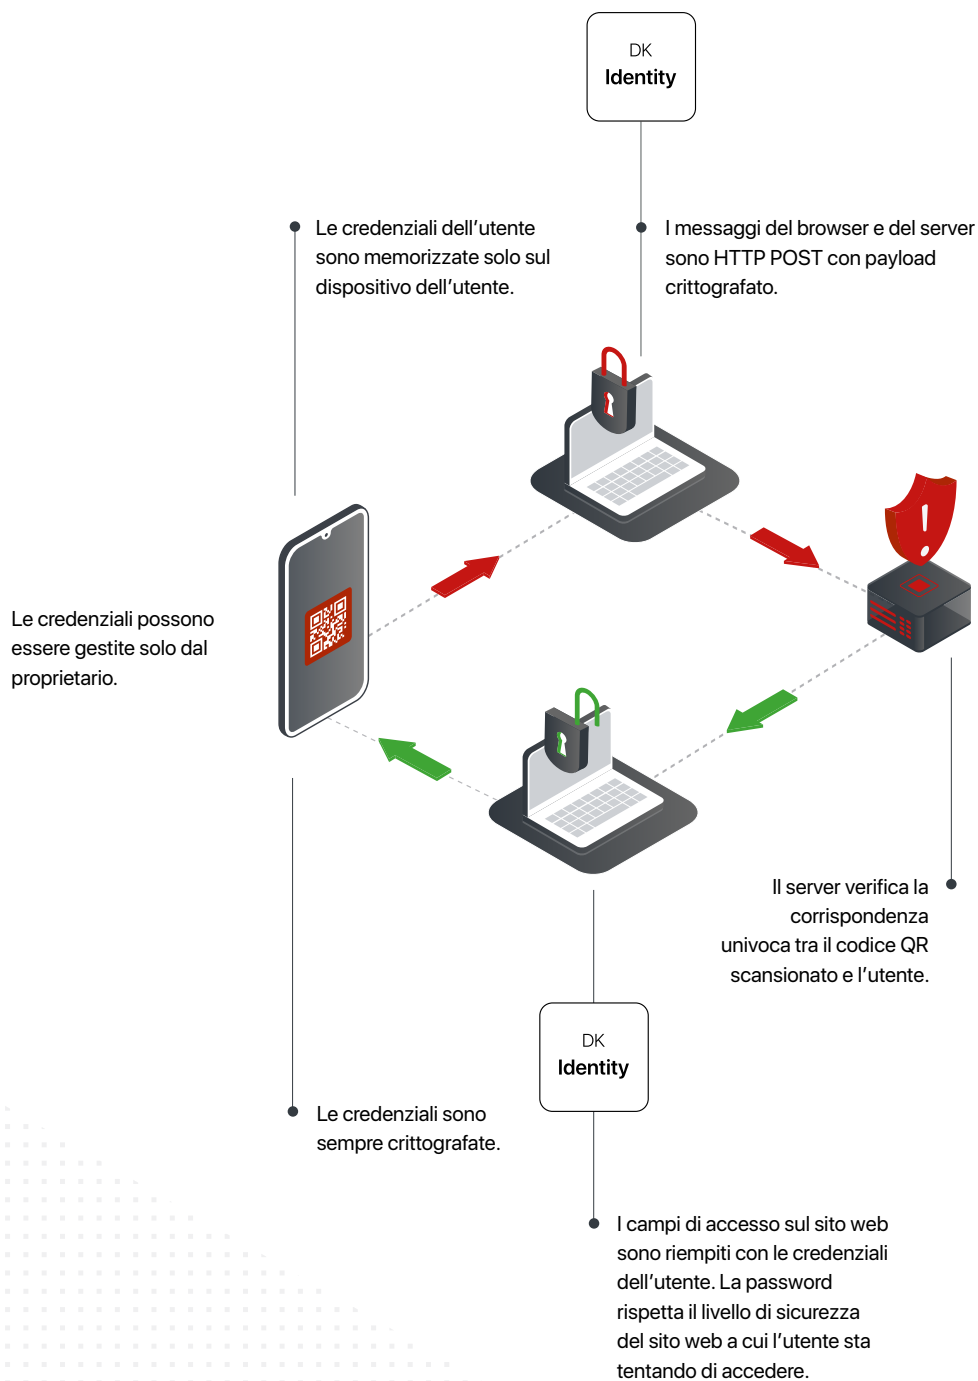 DK
Identity
Le credenziali dell’utente
sono memorizzate solo sul
dispositivo dell’utente.
I messaggi del browser e del server
sono HTTP POST con payload
crittografato.
Le credenziali possono
essere gestite solo dal
proprietario.
Il server verifica la
corrispondenza
univoca tra il codice QR
scansionato e l’utente.
DK
Identity
Le credenziali sono
sempre crittografate.
I campi di accesso sul sito web
sono riempiti con le credenziali
dell’utente. La password
rispetta il livello di sicurezza
del sito web a cui l’utente sta
tentando di accedere.